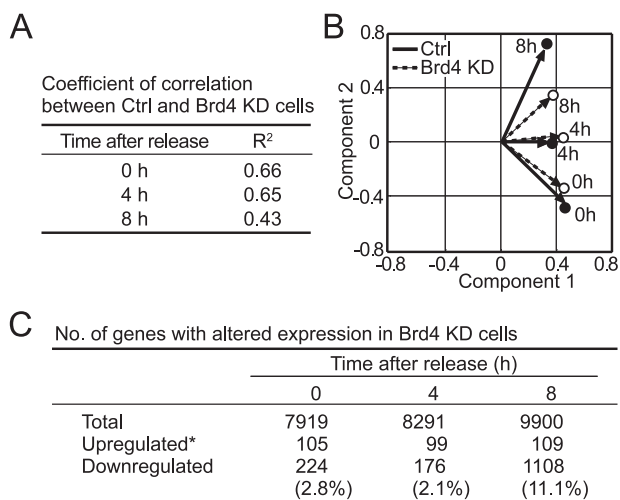 A
Coefficient of correlation
between Ctrl and Brd4 KD cells
Time after release R²
0 h 0.66
4 h 0.65
8 h 0.43
B
0.8
0.4
0
-0.4
-0.8
Component 2
Ctrl
Brd4 KD
8h
8h
4h
4h
0h
0h
-0.8 -0.4 0 0.4 0.8
Component 1
C
No. of genes with altered expression in Brd4 KD cells
Time after release (h)
0 4 8
Total 7919 8291 9900
Upregulated* 105 99 109
Downregulated 224 176 1108
(2.8%) (2.1%) (11.1%)